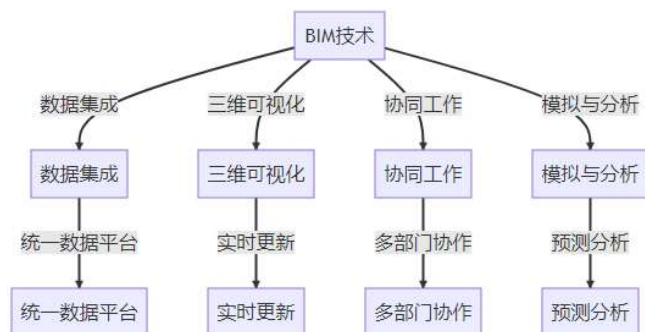 BIM技术
数据集成 三维可视化 协同工作 模拟与分析
数据集成 三维可视化 协同工作 模拟与分析
统一数据平台 实时更新 多部门协作 预测分析
统一数据平台 实时更新 多部门协作 预测分析